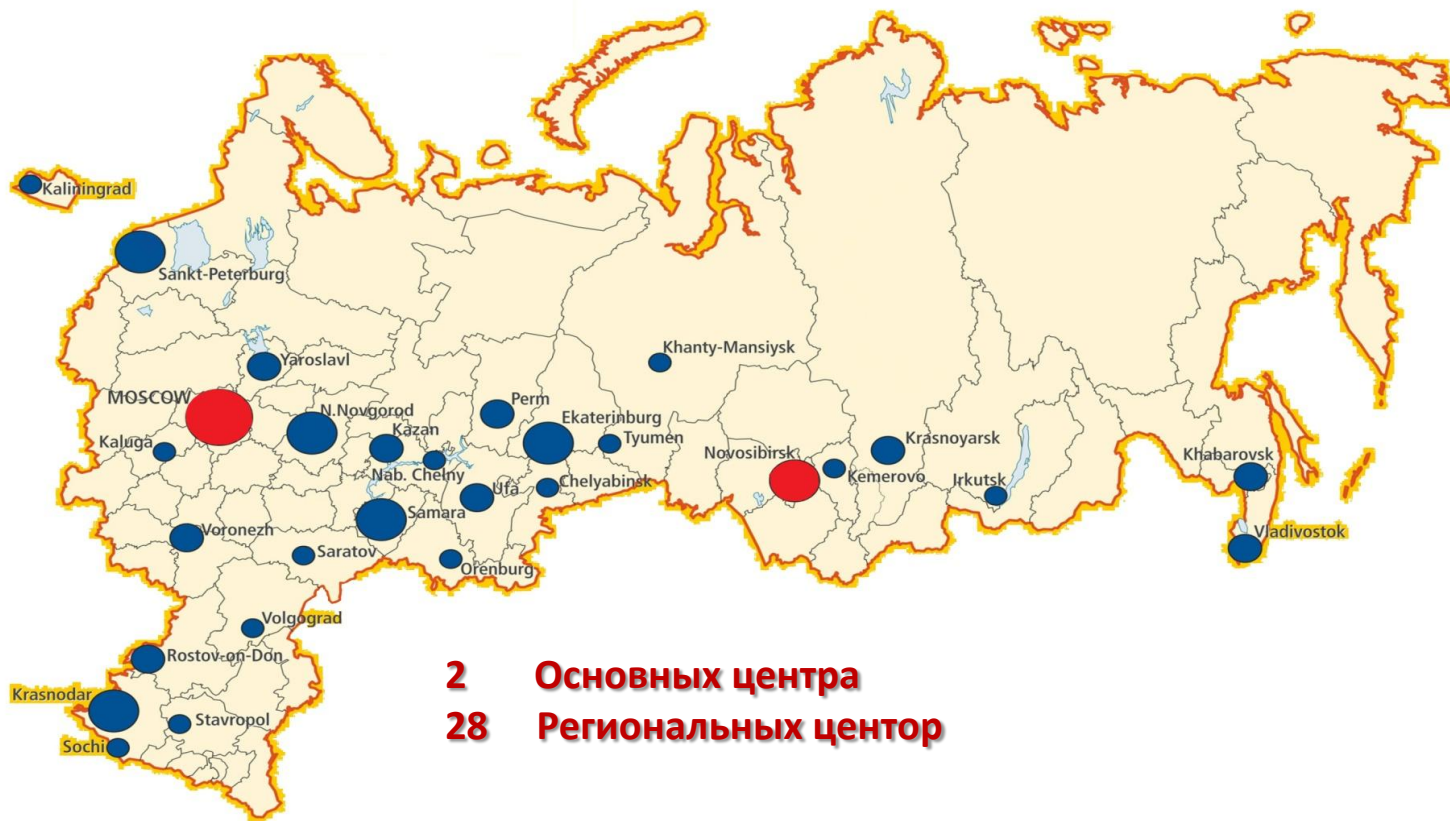 Kaliningrad
Sankt-Peterburg
Yaroslavl
Khanty-Mansiysk
MOSCOW
N.Novgorod
Perm
Ekaterinburg
Kazan
Tyumen
Kaluga
Nab. Chelny
Ufa
Chelyabinsk
Novosibirsk
Krasnoyarsk
Kemerovo
Irkutsk
Khabarovsk
Vladivostok
Samara
Voronezh
Saratov
Orenburg
Volgograd
Rostov-on-Don
Krasnodar
Stavropol
Sochi
2 Основных центра
28 Региональных центор